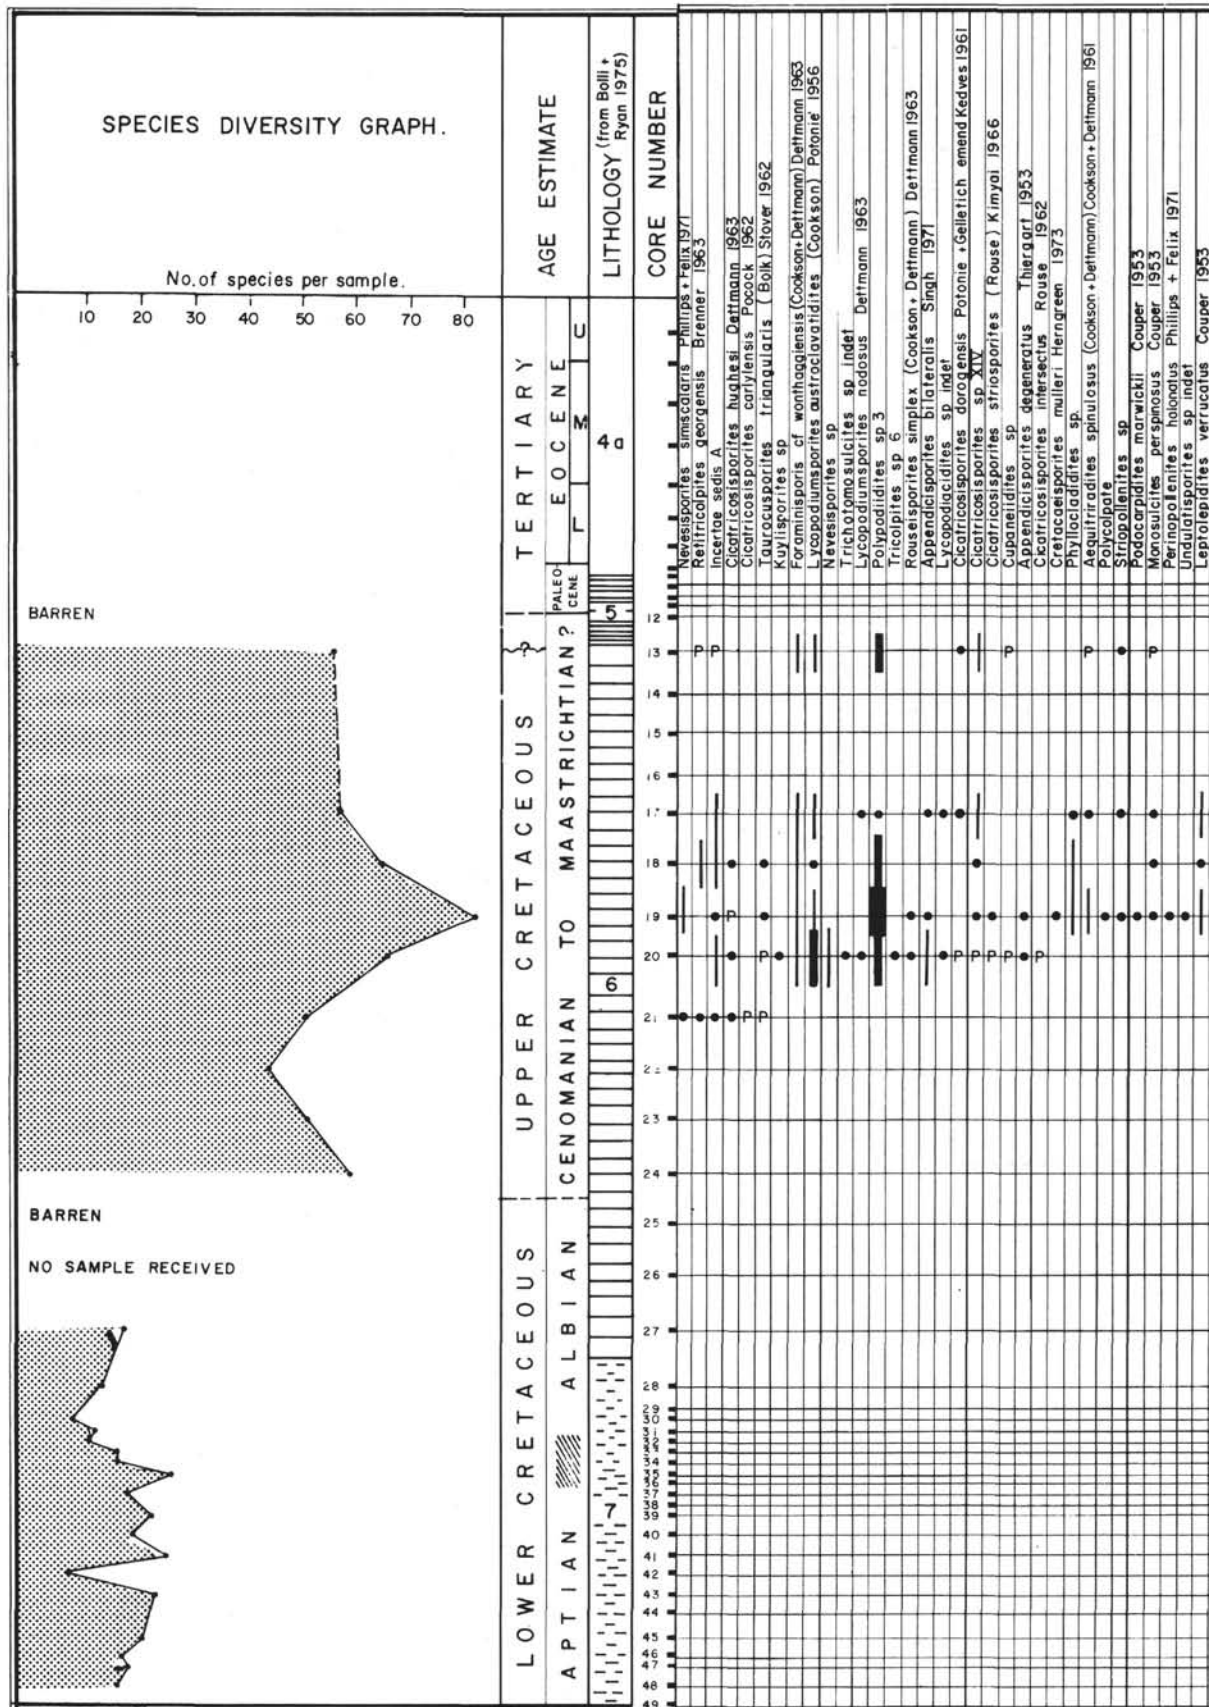 SPECIES DIVERSITY GRAPH.
No. of species per sample.
10 20 30 40 50 60 70 80
BARREN
BARREN
NO SAMPLE RECEIVED
AGE ESTIMATE
TERTIARY
EOCENE
U
M
L
PALEO-
CENE
?
UPPER CRETACEOUS
CENOMANIAN TO MAASTRICHTIAN?
LOWER CRETACEOUS
ALBIAN
APTIAN
LITHOLOGY (from Bolli +
Ryan 1975)
4a
5
6
7
CORE NUMBER
12
13
14
15
16
17
18
19
20
21
22
23
24
25
26
27
28
29
30
31
32
34
35
36
37
38
39
40
41
42
43
44
45
46
47
48
49
Nevesisporites simiscalaris Phillips + Felix 1971
Retitricolpites georgensis Brenner 1963
Incertae sedis A
Cicatricosisporites hughesi Dettmann 1963
Cicatricosisporites carlylensis Pocock 1962
Taurocusporites triangularis (Bolk) Stover 1962
Kuylisporites sp
Foraminisporis cf wonthaggiensis (Cookson + Dettmann) Dettmann 1963
Lycopodiumsporites austroclavatidites (Cookson) Potonié 1956
Nevesisporites sp
Trichotomosulcites sp indet
Lycopodiumsporites nodosus Dettmann 1963
Polypodiidites sp 3
Tricolpites sp 6
Rouseisporites simplex (Cookson + Dettmann) Dettmann 1963
Appendicisporites bilateralis Singh 1971
Lycopodiacidites sp indet
Cicatricosisporites dorogensis Potonie + Gelletich emend Kedves 1961
Cicatricosisporites sp XIV
Cicatricosisporites striosporites (Rouse) Kimyai 1966
Cupaneiidites sp
Appendicisporites degeneratus Thiergart 1953
Cicatricosisporites intersectus Rouse 1962
Cretacaeisporites mulleri Herngreen 1973
Phyllocladidites sp.
Aequitriradites spinulosus (Cookson + Dettmann) Cookson + Dettmann 1961
Polycolpate
Striopollenites sp
Podocarpidites marwickii Couper 1953
Monosulcites perspinosus Couper 1953
Perinopollenites halonatus Phillips + Felix 1971
Undulatisporites sp indet
Leptolepidites verrucatus Couper 1953
P P P P P
P
P P P P P P
P P